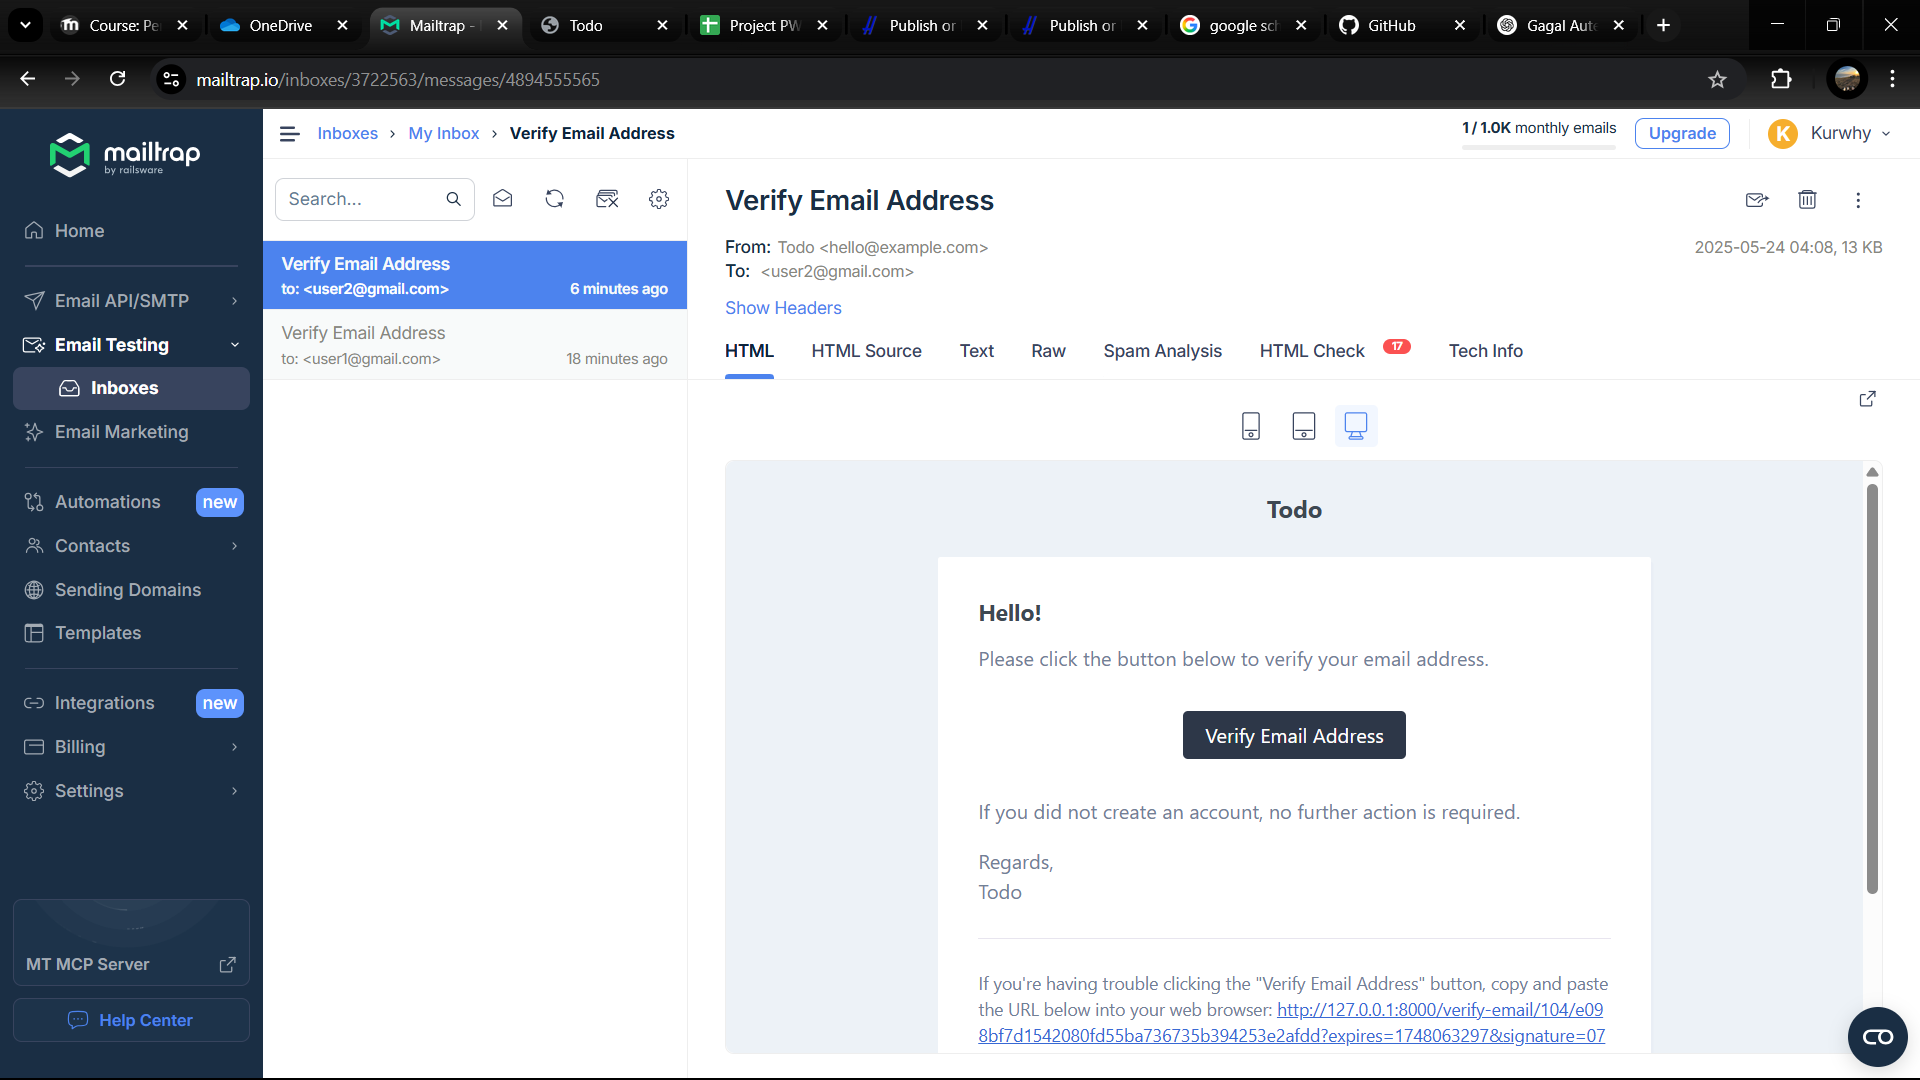 Course: Pe
OneDrive
Mailtrap -
Todo
Project PW
Publish or
Publish or
google sch
GitHub
Gagal Aute
mailtrap.io/inboxes/3722563/messages/4894555565
mailtrap
by railsware
Home
Email API/SMTP
Email Testing
Inboxes
Email Marketing
Automations new
Contacts
Sending Domains
Templates
Integrations new
Billing
Settings
MT MCP Server
Help Center
Inboxes › My Inbox › Verify Email Address
1 / 1.0K monthly emails
Upgrade
K Kurwhy
Search...
Verify Email Address
to: <user2@gmail.com> 6 minutes ago
Verify Email Address
to: <user1@gmail.com> 18 minutes ago
Verify Email Address
From: Todo <hello@example.com> 2025-05-24 04:08, 13 KB
To: <user2@gmail.com>
Show Headers
HTML HTML Source Text Raw Spam Analysis HTML Check 17 Tech Info
Todo
Hello!
Please click the button below to verify your email address.
Verify Email Address
If you did not create an account, no further action is required.
Regards,
Todo
If you're having trouble clicking the "Verify Email Address" button, copy and paste
the URL below into your web browser: http://127.0.0.1:8000/verify-email/104/e09
8bf7d1542080fd55ba736735b394253e2afdd?expires=1748063297&signature=07